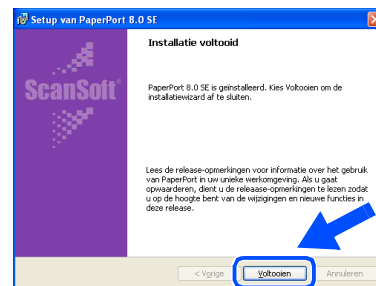 Setup van PaperPort 8.0 SE
Installatie voltooid
ScanSoft®
PaperPort 8.0 SE is geïnstalleerd. Kies Voltooien om de
installatiewizard af te sluiten.
Lees de release-opmerkingen voor informatie over het gebruik
van PaperPort in uw unieke werkomgeving. Als u gaat
opwaarderen, dient u de releaase-opmerkingen te lezen zodat
u op de hoogte bent van de wijzigingen en nieuwe functies in
deze release.
< Vorige
Voltooien
Annuleren